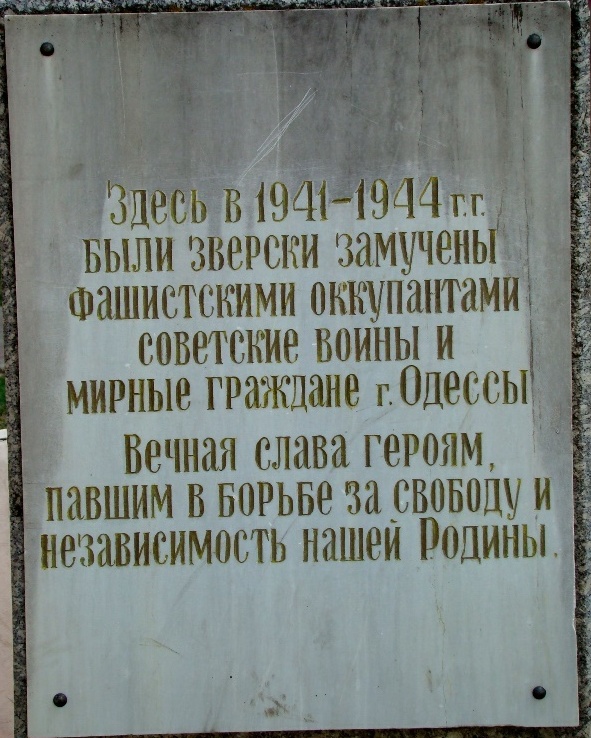 Здесь в 1941-1944 г.г.
были зверски замучены
фашистскими оккупантами
советские воины и
мирные граждане г. Одессы
Вечная слава героям,
павшим в борьбе за свободу и
независимость нашей Родины.